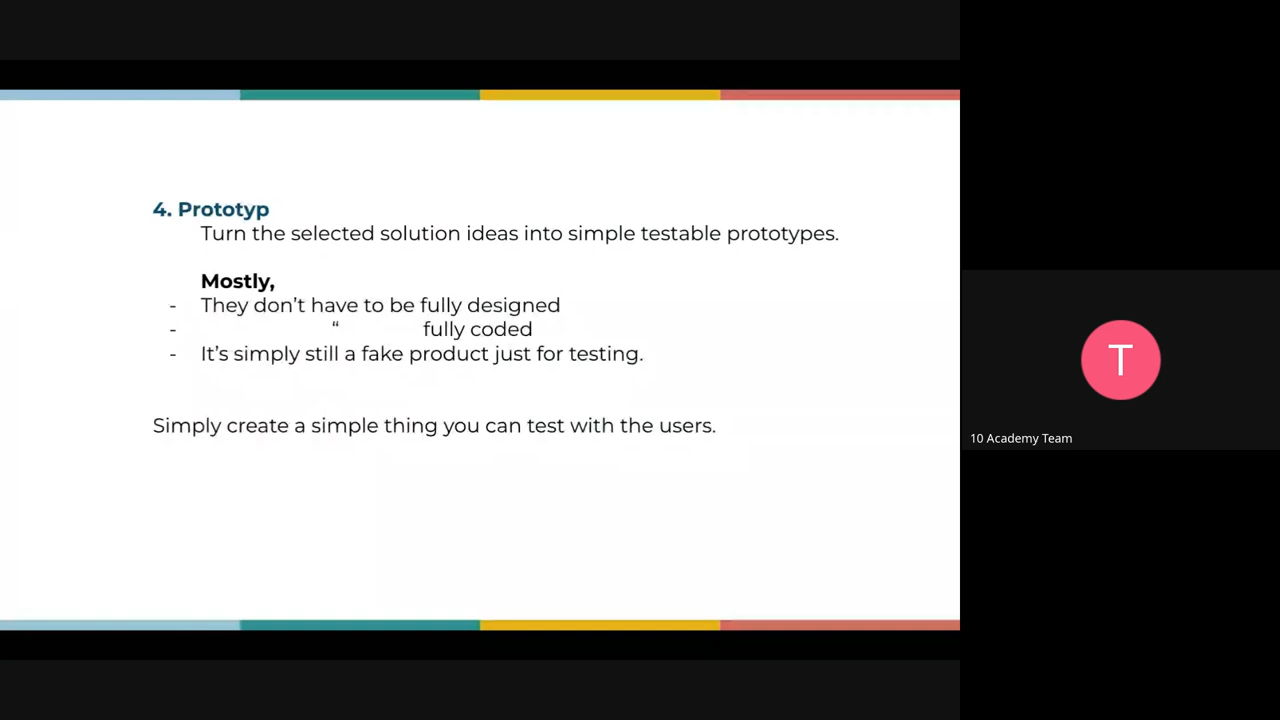 4. Prototyp
Turn the selected solution ideas into simple testable prototypes.
Mostly,
- They don’t have to be fully designed
- “ fully coded
- It’s simply still a fake product just for testing.
Simply create a simple thing you can test with the users.
T
10 Academy Team